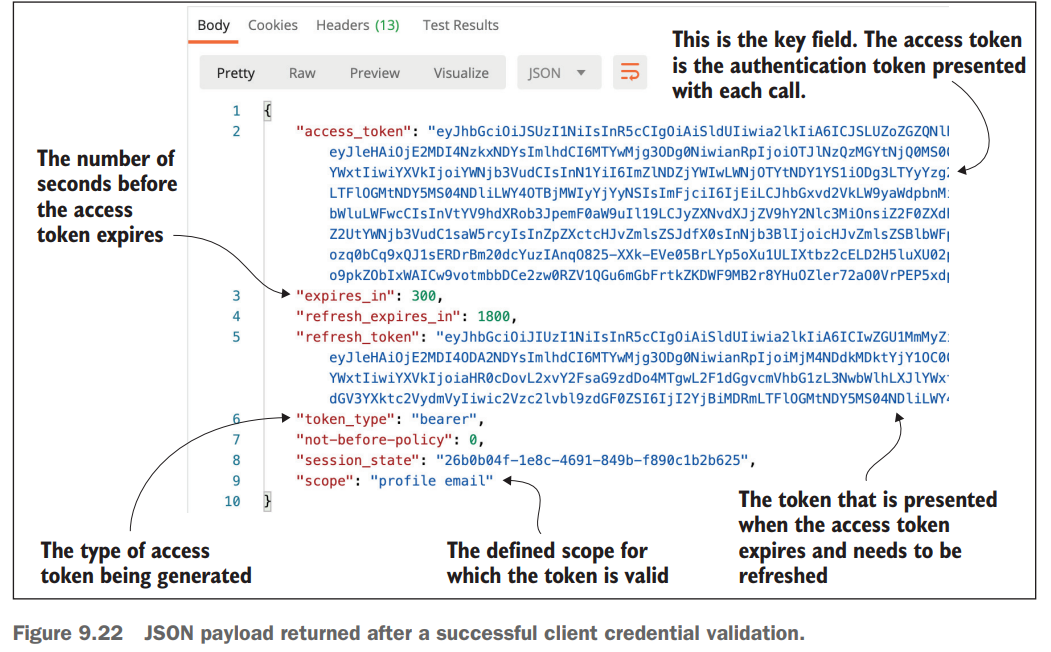 Body Cookies Headers (13) Test Results
Pretty Raw Preview Visualize JSON
This is the key field. The access token
is the authentication token presented
with each call.
The number of
seconds before
the access
token expires
1 {
2 "access_token": "eyJhbGciOiJSUzI1NiIsInR5cCIgOiAiSldUIiwia2lkIiA6ICJSLUZoZGZQNl
eyJleHAiOjE2MDI4NzkxNDYsImlhdCI6MTYwMjg3ODg0NiwianRpIjoiOTJlNzQzMGYtNjQ0MS0
YWxtIiwiYXVkIjoiYWNjb3VudCIsInN1YiI6ImZlNDZjYWIwLWNjOTYtNDY1YS1iODg3LTYyYzg
LTFlOGMtNDY5MS04NDliLWY4OTBjMWIyYjYyNSIsImFjciI6IjEiLCJhbGxvd2VkLW9yaWdpbnM
bWluLWFwcCIsInVtYV9hdXRob3JpemF0aW9uIl19LCJyZXNvdXJjZV9hY2Nlc3MiOnsiZ2F0ZXd
Z2UtYWNjb3VudC1saW5rcyIsInZpZXctcHJvZmlsZSJdfX0sInNjb3BlIjoicHJvZmlsZSBlbWF
ozq0bCq9xQJ1sERDrBm20dcYuzIAnqO825-XXk-EVe05BrLYp5oXu1ULIXtbz2cELD2H5luXU02
o9pkZObIxWAICw9votmbbDCe2zw0RZV1QGu6mGbFrtkZKDWF9MB2r8YHuOZler72aO0VrPEP5xd
3 "expires_in": 300,
4 "refresh_expires_in": 1800,
5 "refresh_token": "eyJhbGciOiJIUzI1NiIsInR5cCIgOiAiSldUIiwia2lkIiA6ICIwZGU1MmMyZ
eyJleHAiOjE2MDI4ODA2NDYsImlhdCI6MTYwMjg3ODg0NiwianRpIjoiMjM4NDdkMDktYjY1OC0
YWxtIiwiYXVkIjoiaHR0cDovL2xvY2FsaG9zdDo4MTgwL2F1dGgvcmVhbG1zL3NwbWlhLXJlYWx
dGV3YXktc2VydmVyIiwic2Vzc2lvbl9zdGF0ZSI6IjI2YjBiMDRmLTFlOGMtNDY5MS04NDliLWY
6 "token_type": "bearer",
7 "not-before-policy": 0,
8 "session_state": "26b0b04f-1e8c-4691-849b-f890c1b2b625",
9 "scope": "profile email"
10 }
The type of access
token being generated
The defined scope for
which the token is valid
The token that is presented
when the access token
expires and needs to be
refreshed
Figure 9.22 JSON payload returned after a successful client credential validation.